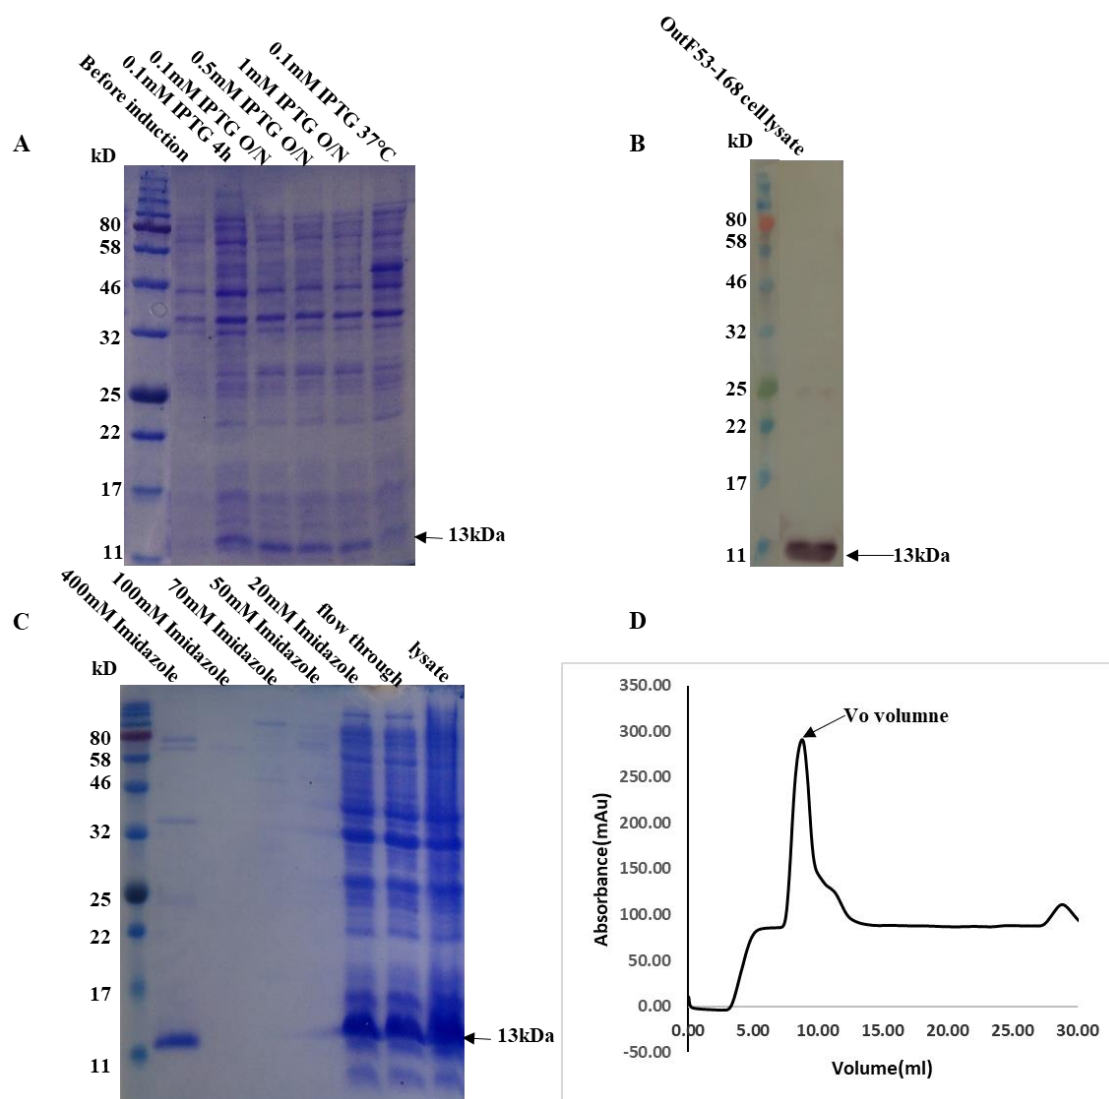 A
kD
Before induction
0.1mM IPTG 4h
0.1mM IPTG O/N
0.5mM IPTG O/N
1mM IPTG O/N
0.1mM IPTG 37°C
80
58
46
32
25
22
17
11
13kDa
B
kD
OutF53-168 cell lysate
80
58
46
32
25
22
17
11
13kDa
C
kD
400mM Imidazole
100mM Imidazole
70mM Imidazole
50mM Imidazole
20mM Imidazole
flow through
lysate
80
58
46
32
25
22
17
11
13kDa
D
350.00
300.00
250.00
200.00
150.00
100.00
50.00
0.00
-50.00
Absorbance(mAu)
Vo volumne
0.00 5.00 10.00 15.00 20.00 25.00 30.00
Volume(ml)